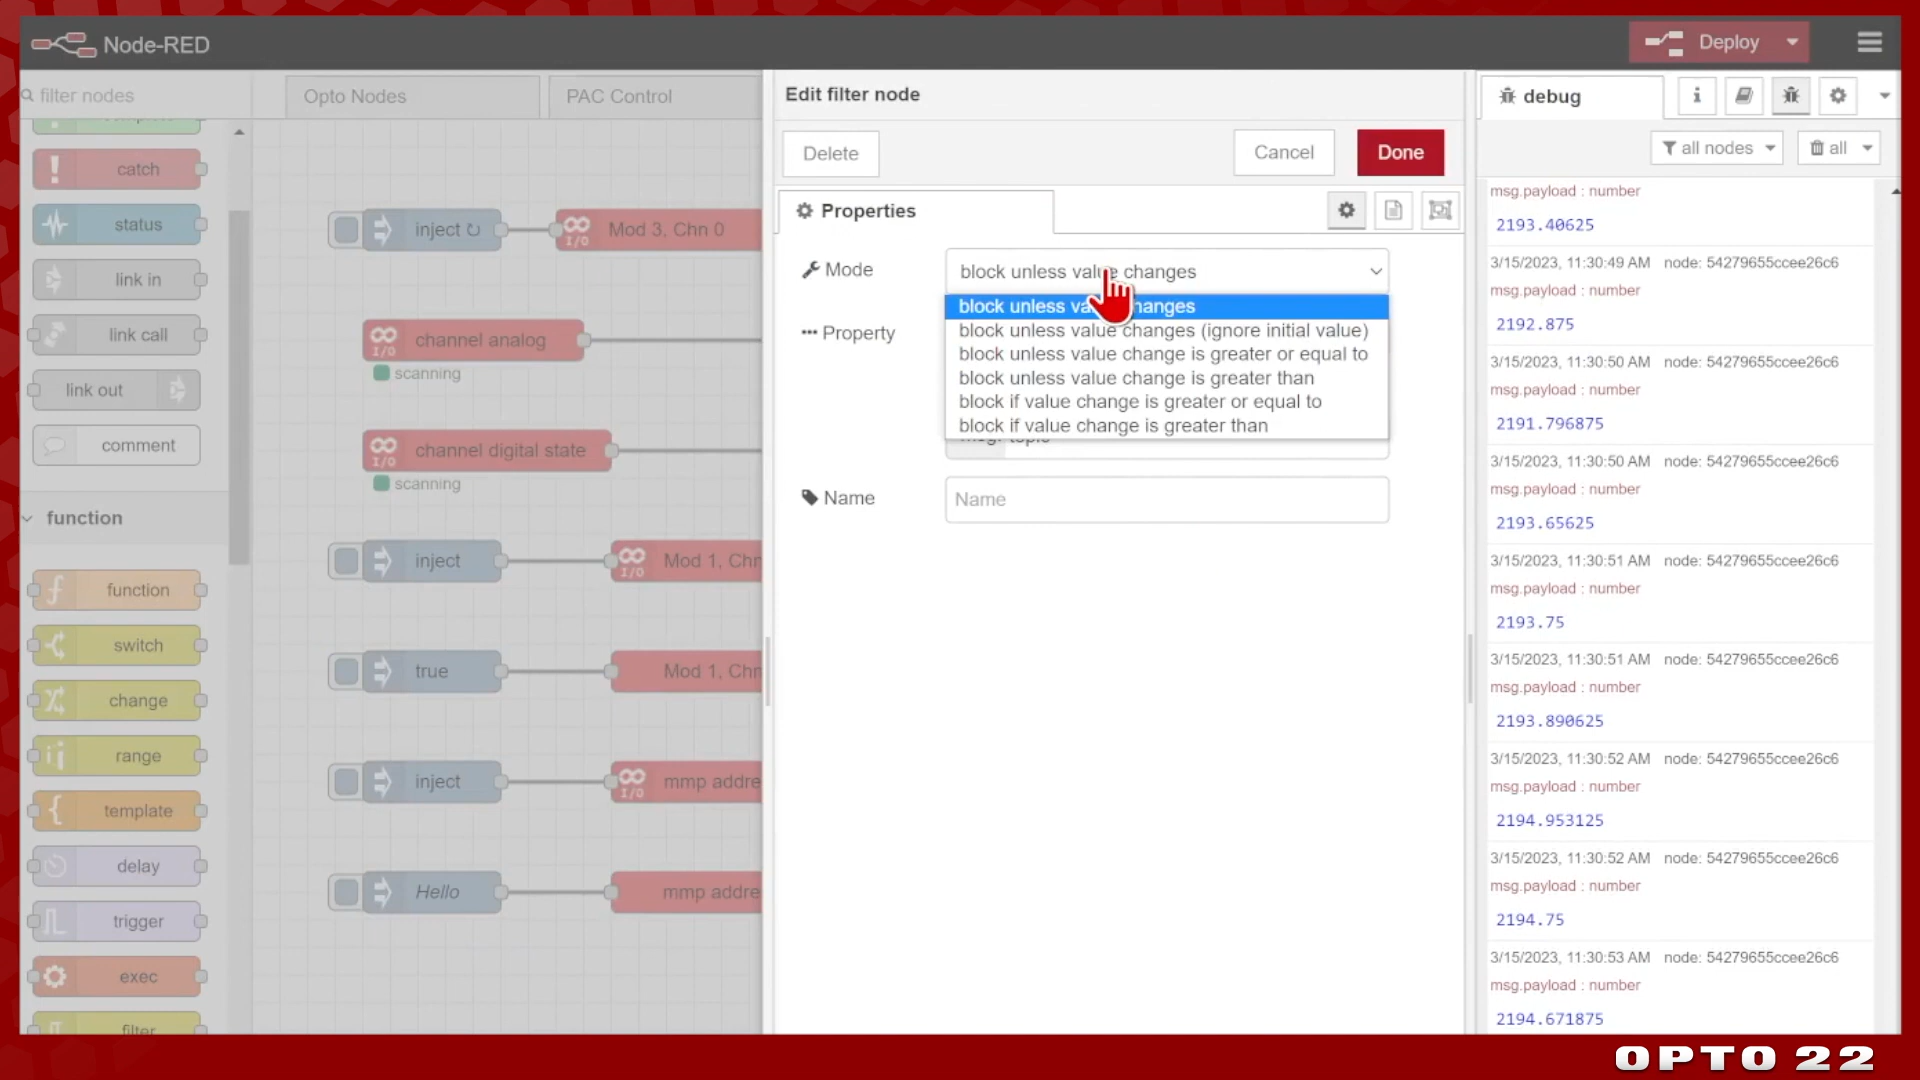 Node-RED
Deploy
filter nodes
Opto Nodes
PAC Control
Edit filter node
debug
Delete
Cancel
Done
all nodes
all
Properties
catch
status
link in
link call
link out
comment
function
function
switch
change
range
template
delay
trigger
exec
filter
inject ↻
I/O
Mod 3, Chn 0
I/O
channel analog
scanning
I/O
channel digital state
scanning
inject
I/O
Mod 1, Chn
true
Mod 1, Chn
inject
I/O
mmp addre
Hello
mmp addre
Mode
block unless value changes
block unless changes
block unless value changes (ignore initial value)
block unless value change is greater or equal to
block unless value change is greater than
block if value change is greater or equal to
block if value change is greater than
Property
Name
Name
msg.payload : number
2193.40625
3/15/2023, 11:30:49 AM node: 54279655ccee26c6
msg.payload : number
2192.875
3/15/2023, 11:30:50 AM node: 54279655ccee26c6
msg.payload : number
2191.796875
3/15/2023, 11:30:50 AM node: 54279655ccee26c6
msg.payload : number
2193.65625
3/15/2023, 11:30:51 AM node: 54279655ccee26c6
msg.payload : number
2193.75
3/15/2023, 11:30:51 AM node: 54279655ccee26c6
msg.payload : number
2193.890625
3/15/2023, 11:30:52 AM node: 54279655ccee26c6
msg.payload : number
2194.953125
3/15/2023, 11:30:52 AM node: 54279655ccee26c6
msg.payload : number
2194.75
3/15/2023, 11:30:53 AM node: 54279655ccee26c6
msg.payload : number
2194.671875
OPTO 22